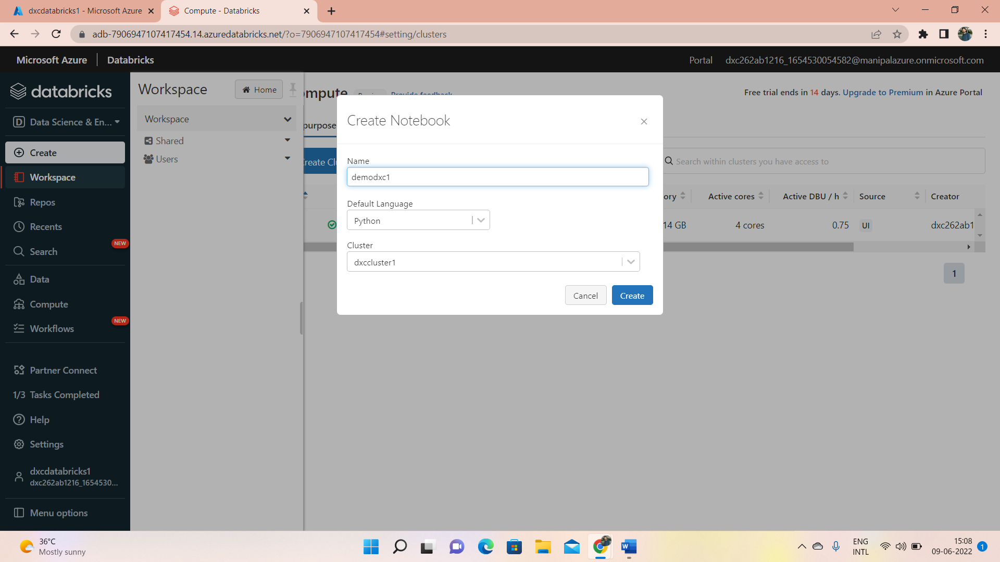 dxcdatabricks1 - Microsoft Azure
Compute - Databricks
adb-7906947107417454.14.azuredatabricks.net/?o=7906947107417454#setting/clusters
Microsoft Azure
Databricks
Portal
dxc262ab1216_1654530054582@manipalazure.onmicrosoft.com
databricks
Data Science & En...
Create
Workspace
Repos
Recents
NEW
Search
Data
Compute
NEW
Workflows
Partner Connect
1/3 Tasks Completed
Help
Settings
dxcdatabricks1
dxc262ab1216_1654530...
Menu options
Workspace
Home
Workspace
Shared
Users
ompute
Provide feedback
Free trial ends in 14 days. Upgrade to Premium in Azure Portal
purpose
reate Cl
Search within clusters you have access to
ory
Active cores
Active DBU / h
Source
Creator
14 GB
4 cores
0.75
UI
dxc262ab1
1
Create Notebook
Name
demodxc1
Default Language
Python
Cluster
dxccluster1
Cancel
Create
36°C
Mostly sunny
ENG
INTL
15:08
09-06-2022
1